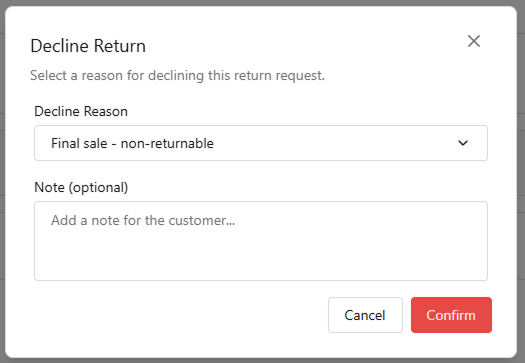 Decline Return
Select a reason for declining this return request.
Decline Reason
Final sale - non-returnable
Note (optional)
Add a note for the customer...
Cancel
Confirm